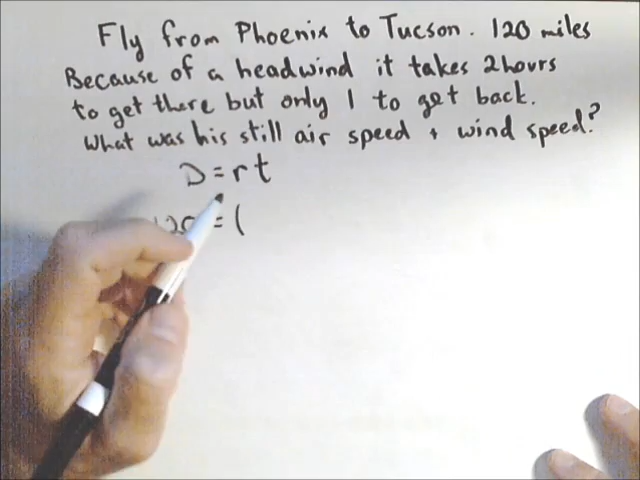 Fly from Phoenix to Tucson. 120 miles
Because of a headwind it takes 2 hours
to get there but only 1 to get back.
What was his still air speed + wind speed?
D = r t
120 = (